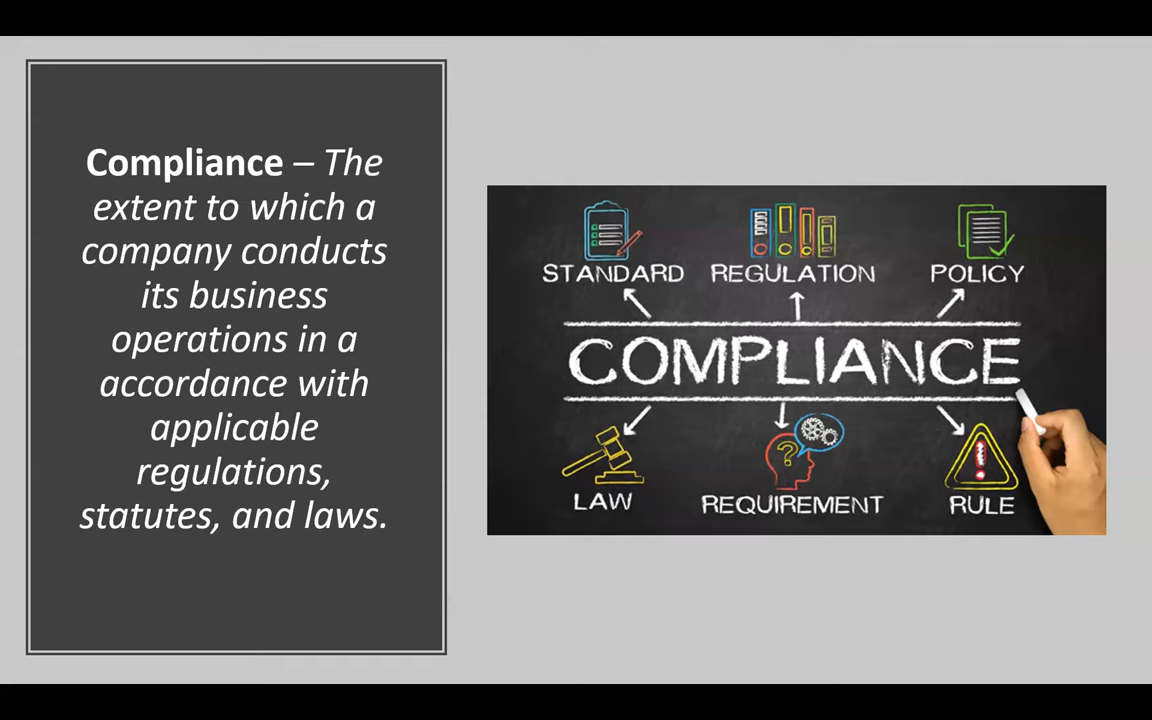 Compliance – The
extent to which a
company conducts
its business
operations in a
accordance with
applicable
regulations,
statutes, and laws.
STANDARD REGULATION POLICY
COMPLIANCE
LAW REQUIREMENT RULE